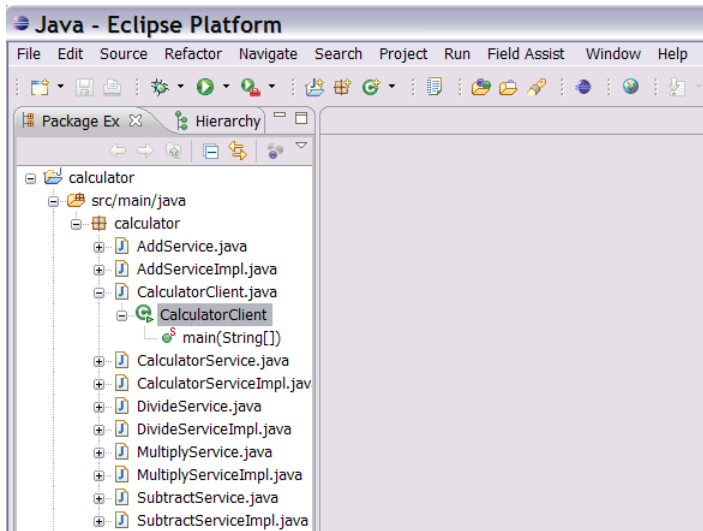 Java - Eclipse Platform
File Edit Source Refactor Navigate Search Project Run Field Assist Window Help
Package Ex Hierarchy
calculator
src/main/java
calculator
AddService.java
AddServiceImpl.java
CalculatorClient.java
CalculatorClient
main(String[])
CalculatorService.java
CalculatorServiceImpl.jav
DivideService.java
DivideServiceImpl.java
MultiplyService.java
MultiplyServiceImpl.java
SubtractService.java
SubtractServiceImpl.java